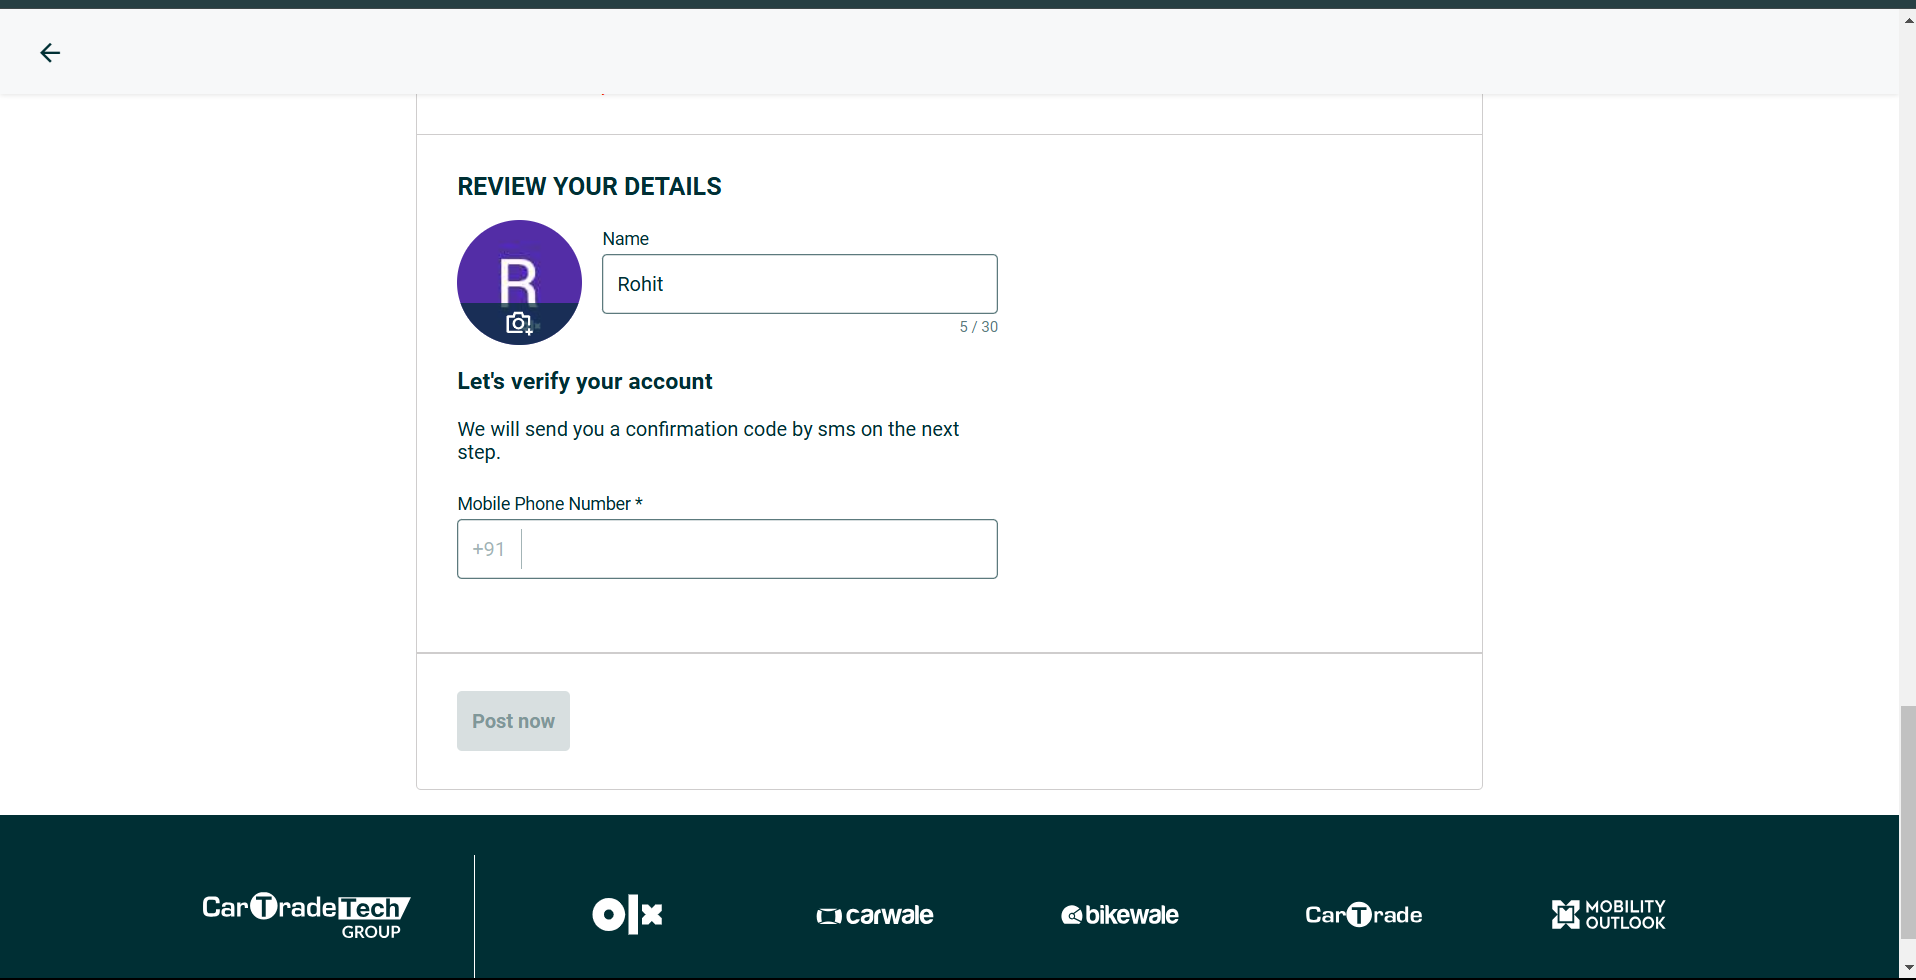 REVIEW YOUR DETAILS
R
Name
Rohit
5 / 30
Let's verify your account
We will send you a confirmation code by sms on the next
step.
Mobile Phone Number *
+91
Post now
CarTradeTech
GROUP
olx
carwale
bikewale
CarTrade
MOBILITY
OUTLOOK